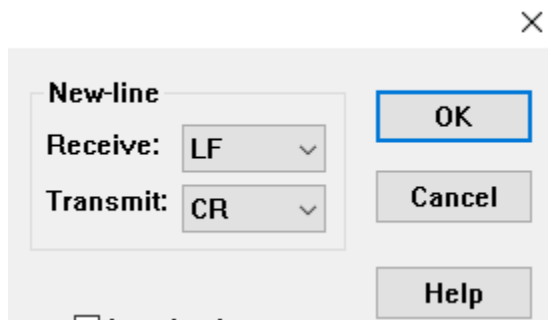 New-line
Receive: LF
Transmit: CR
OK
Cancel
Help